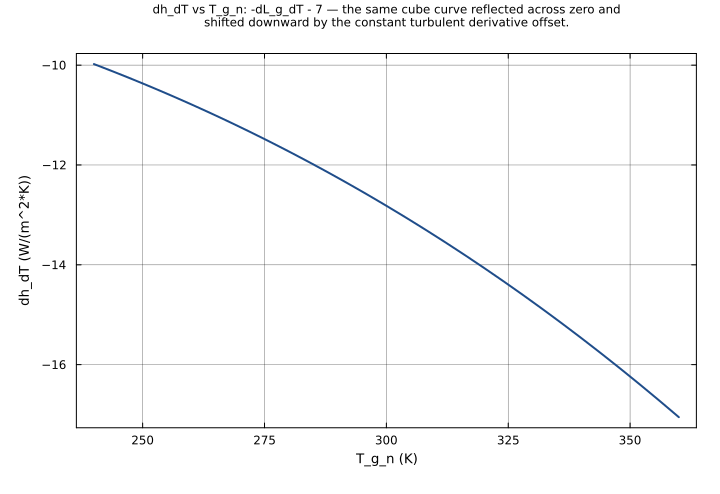 dh_dT vs T_g_n: -dL_g_dT - 7 — the same cube curve reflected across zero and
shifted downward by the constant turbulent derivative offset.
−10
−12
−14
−16
dh_dT (W/(m^2*K))
250
275
300
325
350
T_g_n (K)